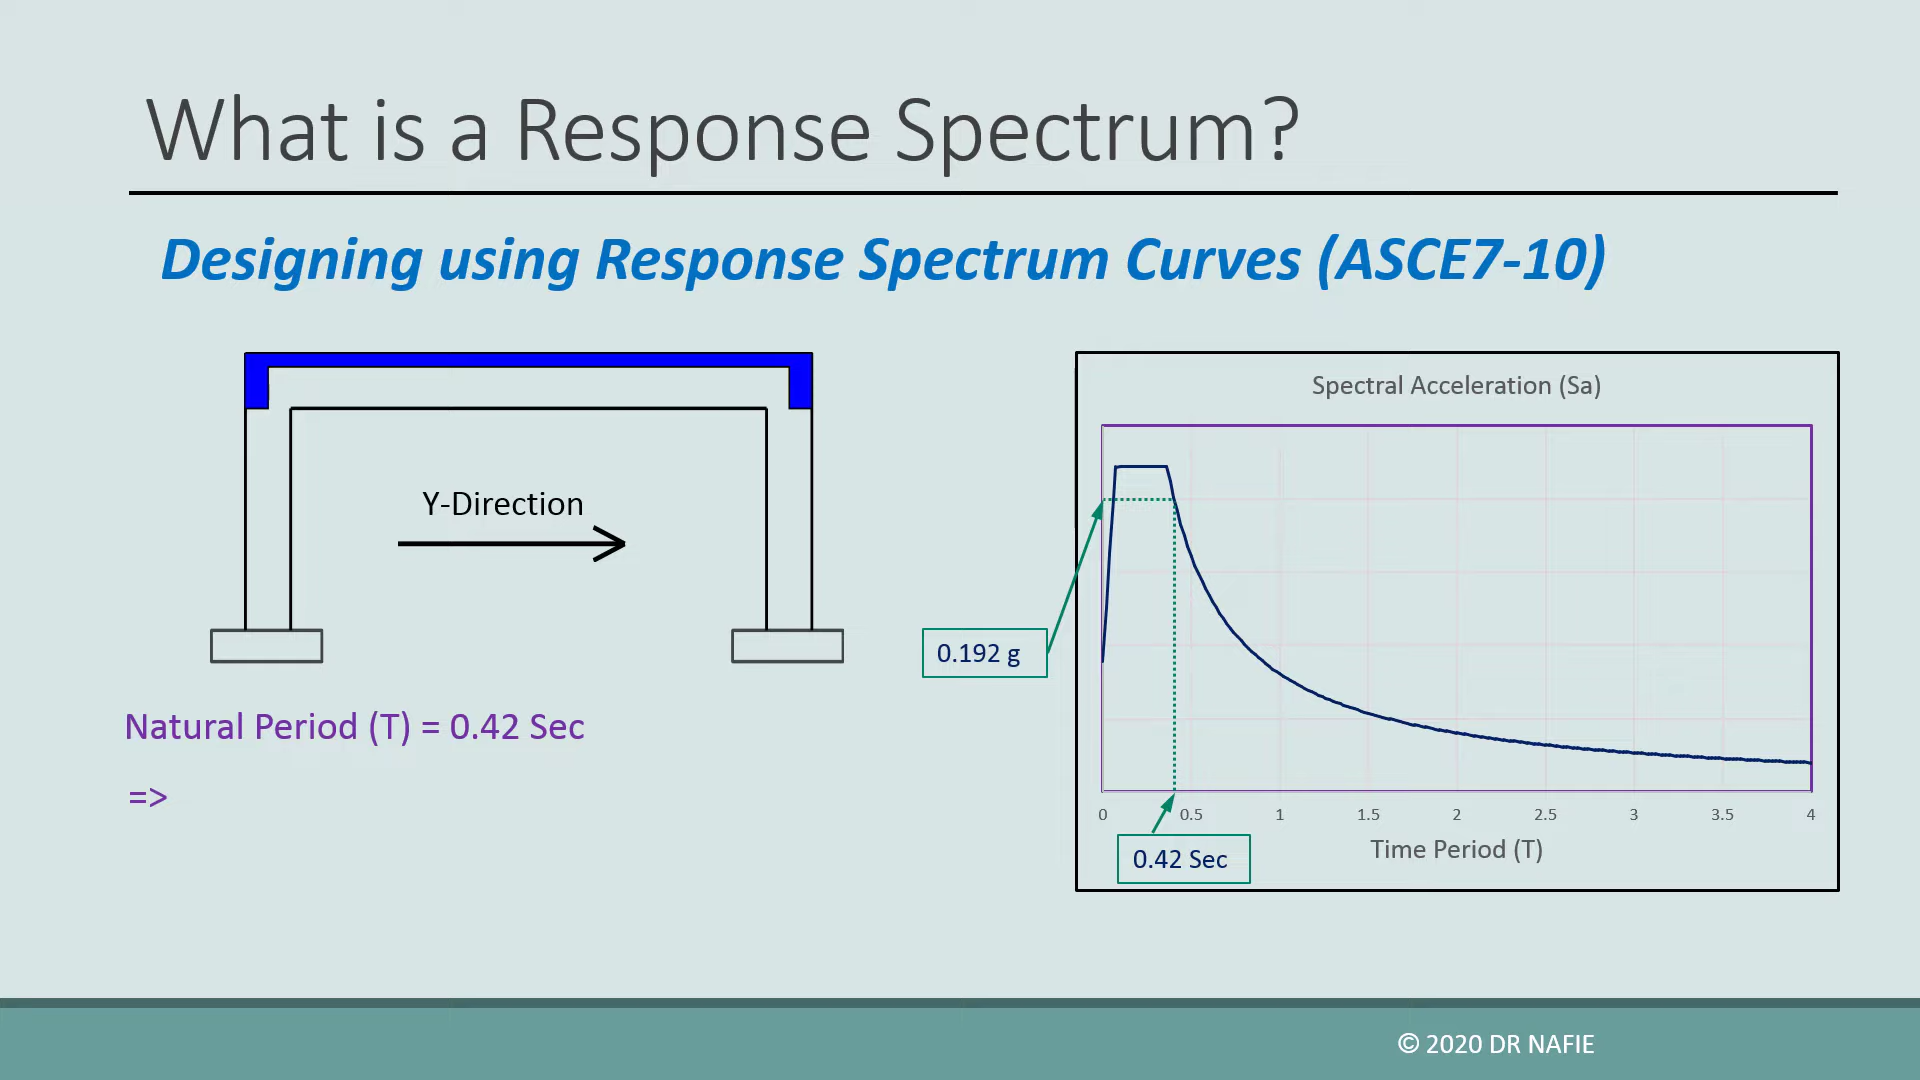 What is a Response Spectrum?
Designing using Response Spectrum Curves (ASCE7-10)
Y-Direction
Natural Period (T) = 0.42 Sec
=>
Spectral Acceleration (Sa)
0.192 g
0 0.5 1 1.5 2 2.5 3 3.5 4
Time Period (T)
0.42 Sec
© 2020 DR NAFIE